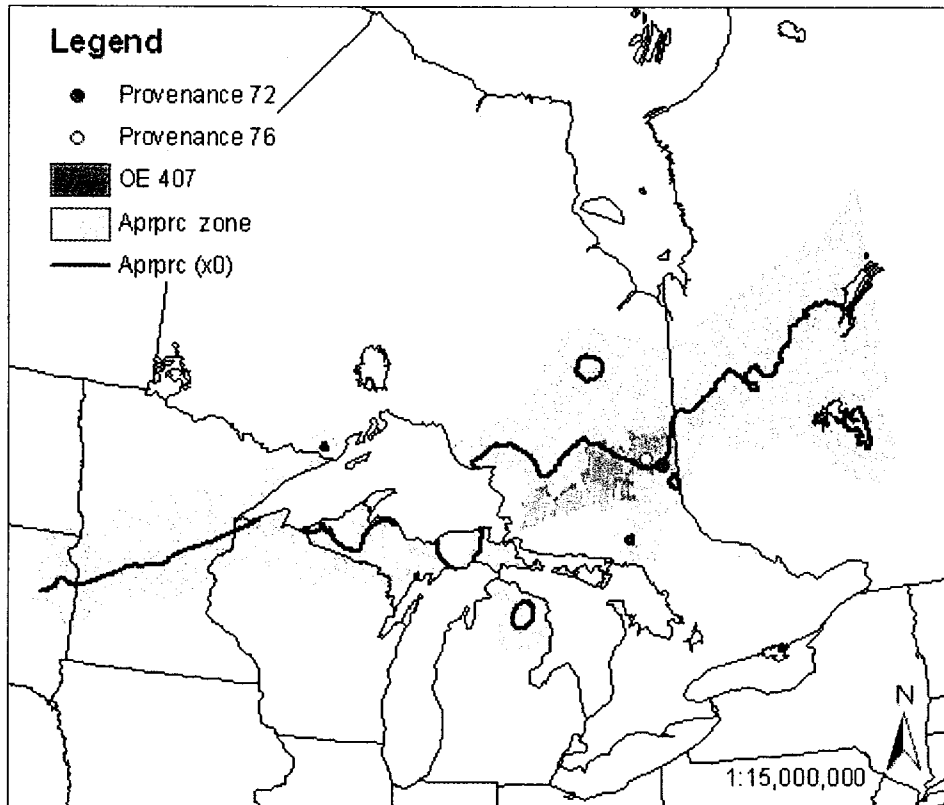 Legend
Provenance 72
Provenance 76
OE 407
Aprprc zone
Aprprc (x0)
N
1:15,000,000